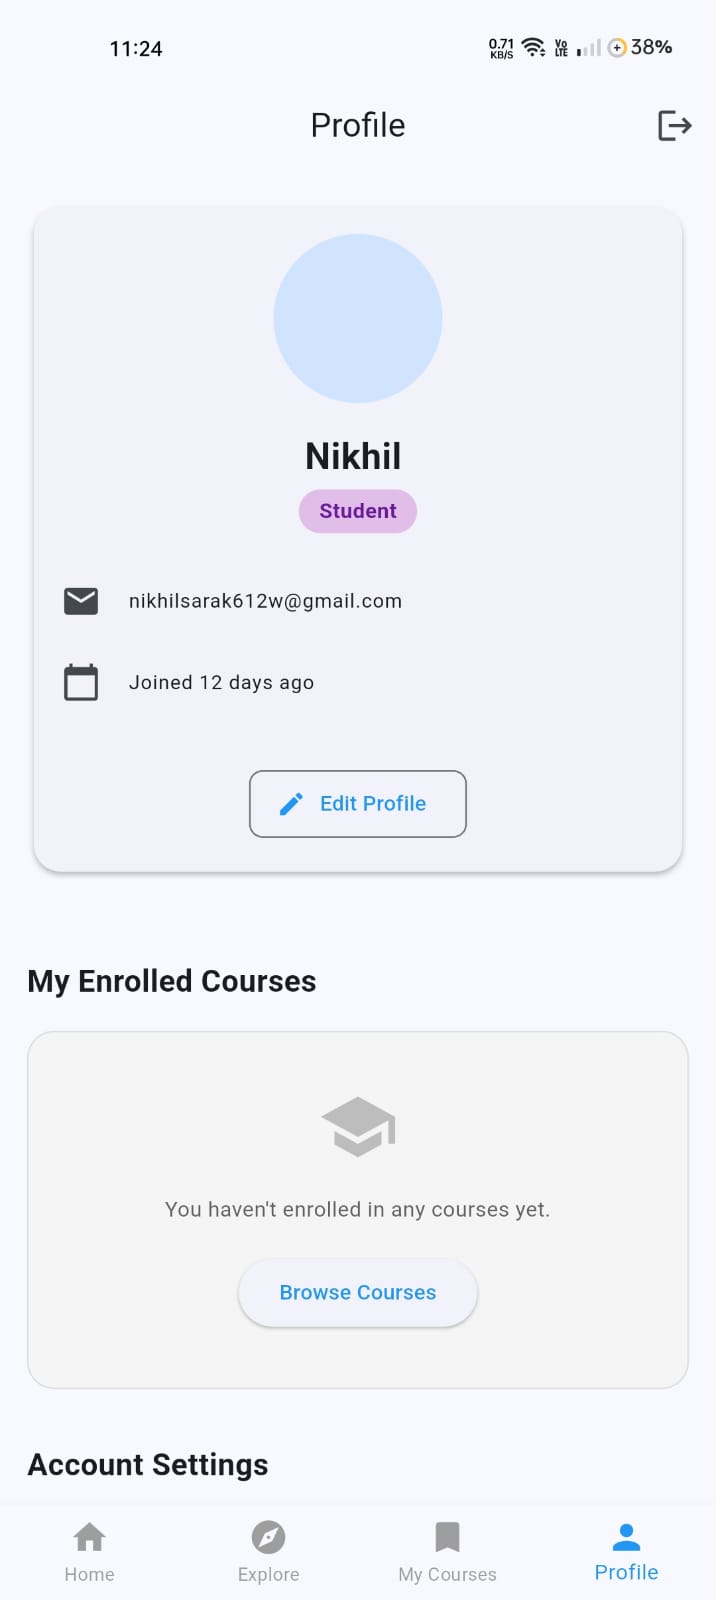 11:24
0.71
KB/S
Vo
LTE
38%
Profile
Nikhil
Student
nikhilsarak612w@gmail.com
Joined 12 days ago
Edit Profile
My Enrolled Courses
You haven't enrolled in any courses yet.
Browse Courses
Account Settings
Home
Explore
My Courses
Profile